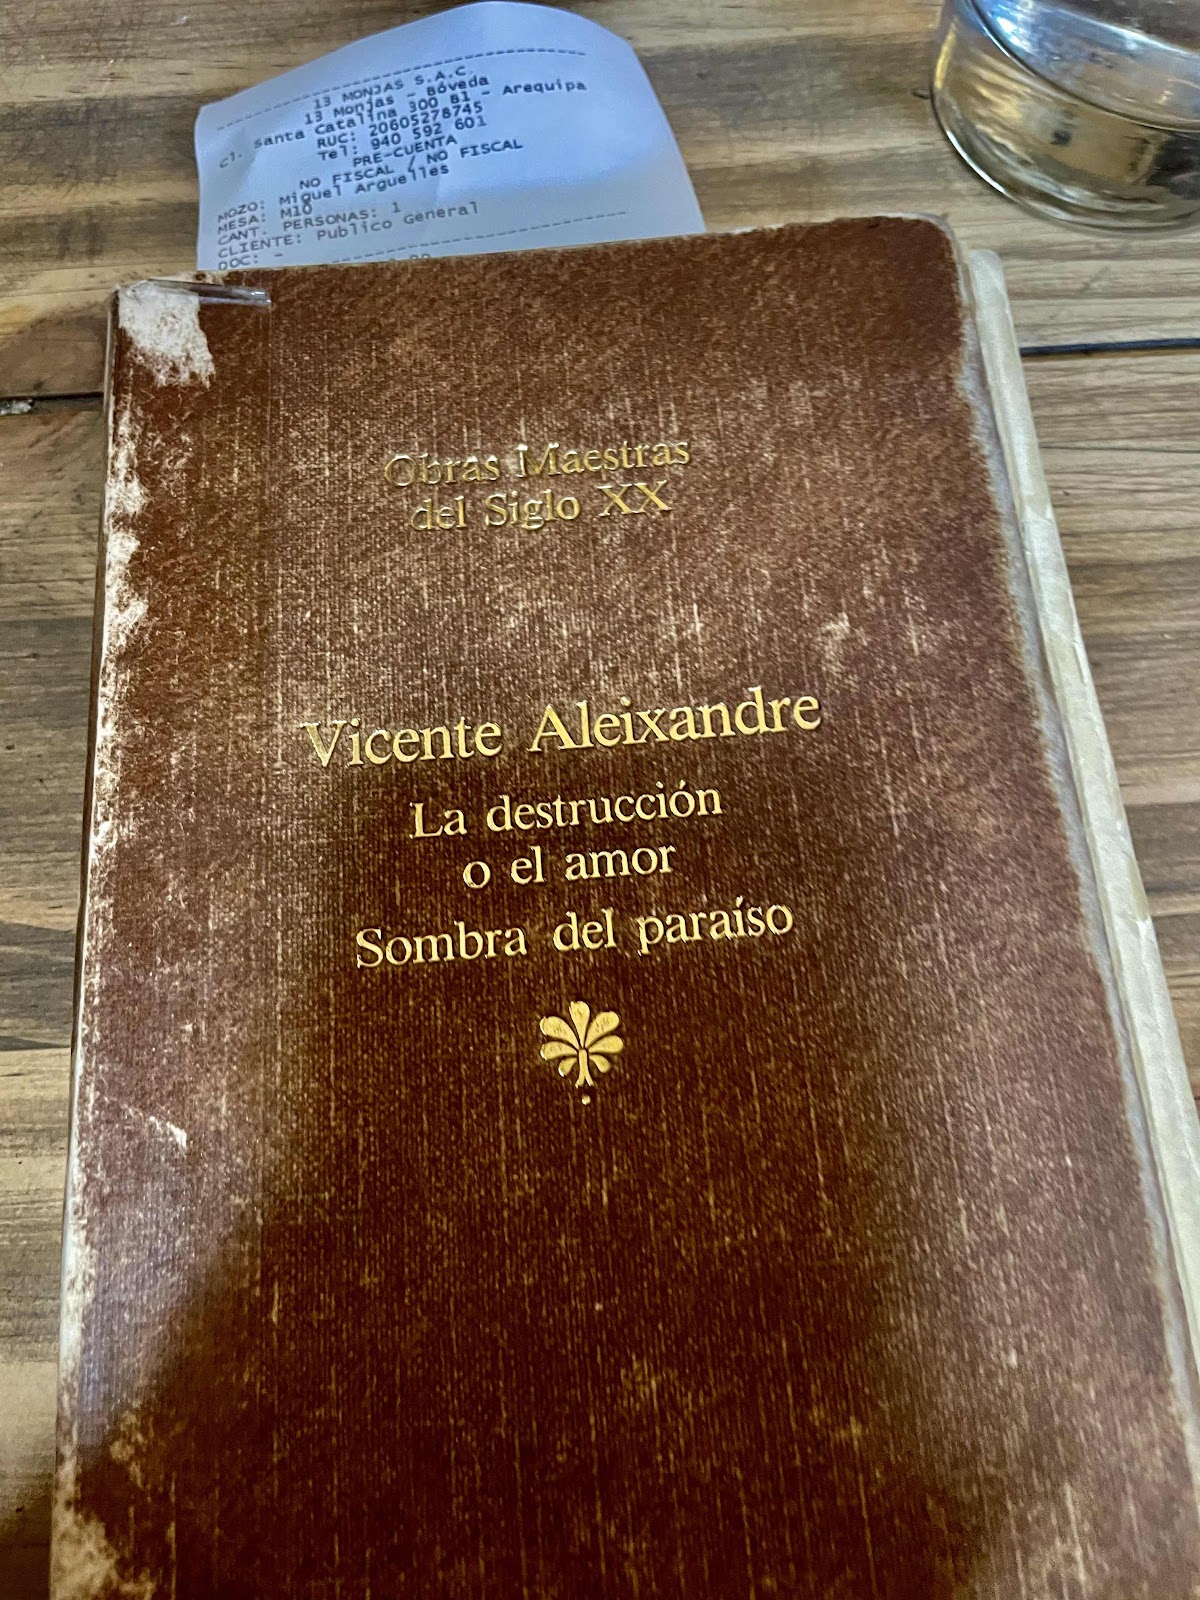 13 MONJAS S.A.C.
13 Monjas - Bóveda
Cl. Santa Catalina 300 B1 - Arequipa
RUC: 20605278745
Tel: 940 592 601
PRE-CUENTA
NO FISCAL / NO FISCAL
MOZO: Miguel Arguelles
MESA: M10
CANT. PERSONAS: 1
CLIENTE: Publico General
DOC: -
Obras Maestras
del Siglo XX
Vicente Aleixandre
La destrucción
o el amor
Sombra del paraíso